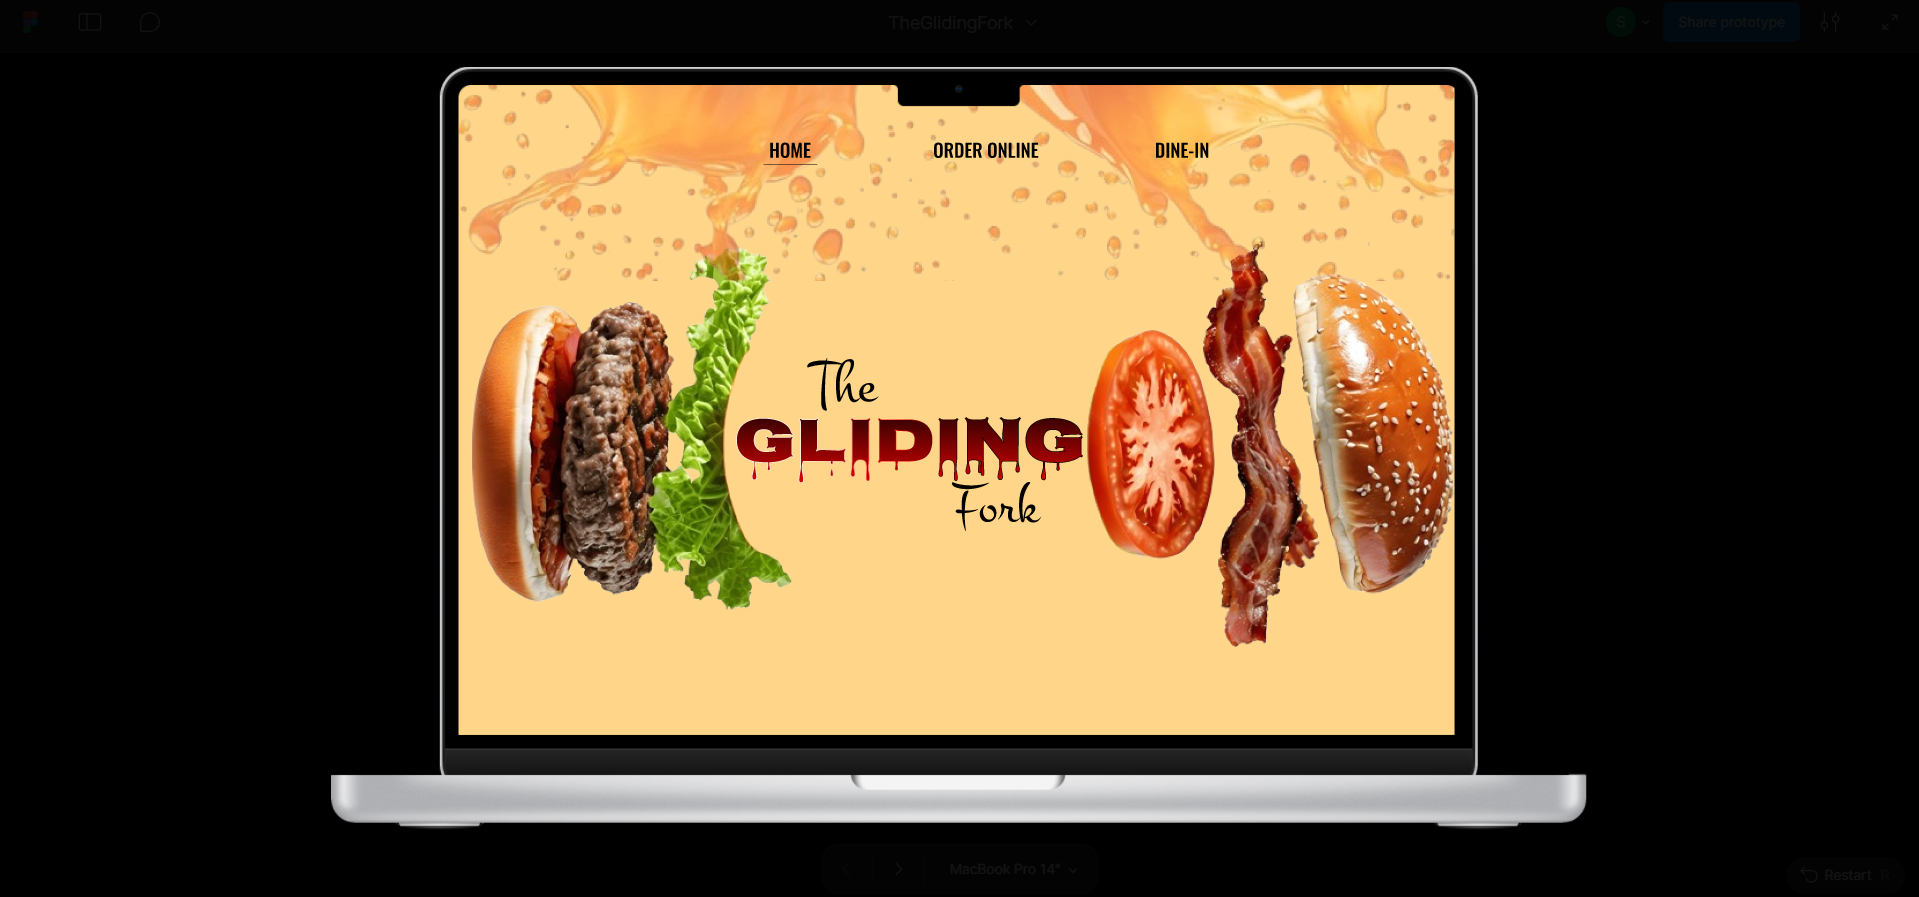 TheGlidingFork
S
Share prototype
HOME
ORDER ONLINE
DINE-IN
The
GLIDING
Fork
MacBook Pro 14"
Restart R